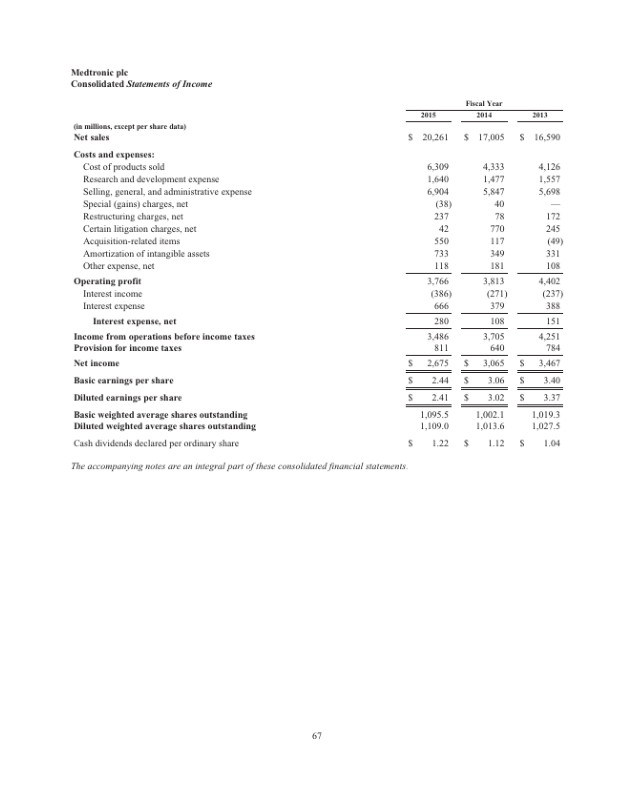 Medtronic plc
Consolidated Statements of Income
Fiscal Year
2015 2014 2013
(in millions, except per share data)
Net sales $ 20,261 $ 17,005 $ 16,590
Costs and expenses:
Cost of products sold 6,309 4,333 4,126
Research and development expense 1,640 1,477 1,557
Selling, general, and administrative expense 6,904 5,847 5,698
Special (gains) charges, net (38) 40 —
Restructuring charges, net 237 78 172
Certain litigation charges, net 42 770 245
Acquisition-related items 550 117 (49)
Amortization of intangible assets 733 349 331
Other expense, net 118 181 108
Operating profit 3,766 3,813 4,402
Interest income (386) (271) (237)
Interest expense 666 379 388
Interest expense, net 280 108 151
Income from operations before income taxes 3,486 3,705 4,251
Provision for income taxes 811 640 784
Net income $ 2,675 $ 3,065 $ 3,467
Basic earnings per share $ 2.44 $ 3.06 $ 3.40
Diluted earnings per share $ 2.41 $ 3.02 $ 3.37
Basic weighted average shares outstanding 1,095.5 1,002.1 1,019.3
Diluted weighted average shares outstanding 1,109.0 1,013.6 1,027.5
Cash dividends declared per ordinary share $ 1.22 $ 1.12 $ 1.04
The accompanying notes are an integral part of these consolidated financial statements.
67